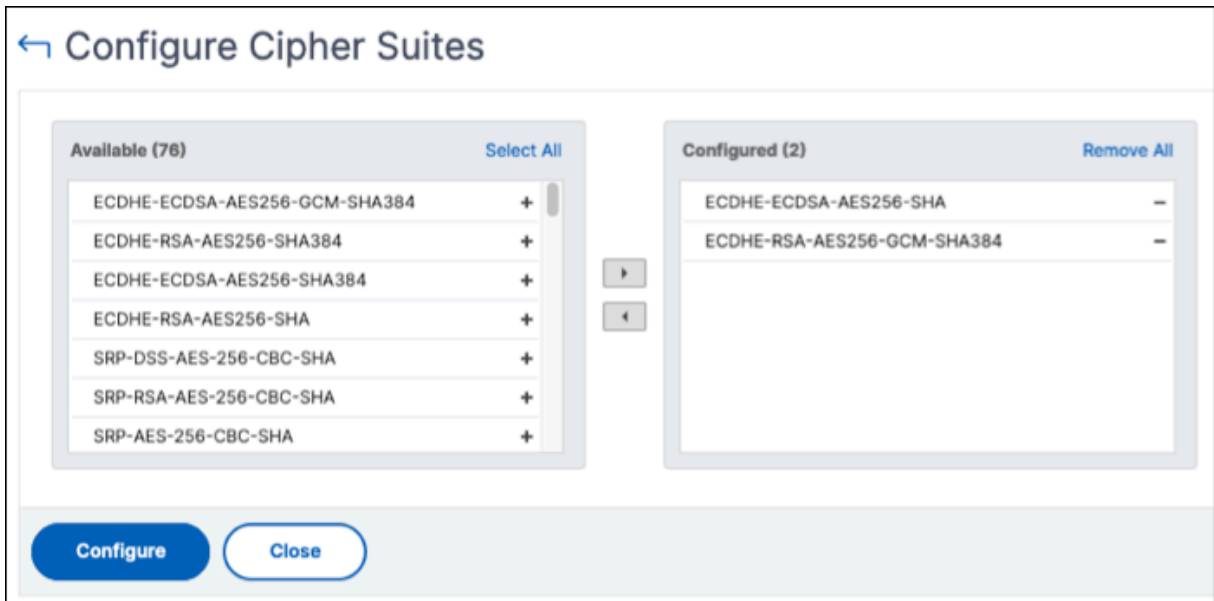 Configure Cipher Suites
Available (76)
Select All
ECDHE-ECDSA-AES256-GCM-SHA384
ECDHE-RSA-AES256-SHA384
ECDHE-ECDSA-AES256-SHA384
ECDHE-RSA-AES256-SHA
SRP-DSS-AES-256-CBC-SHA
SRP-RSA-AES-256-CBC-SHA
SRP-AES-256-CBC-SHA
Configured (2)
Remove All
ECDHE-ECDSA-AES256-SHA
ECDHE-RSA-AES256-GCM-SHA384
Configure
Close